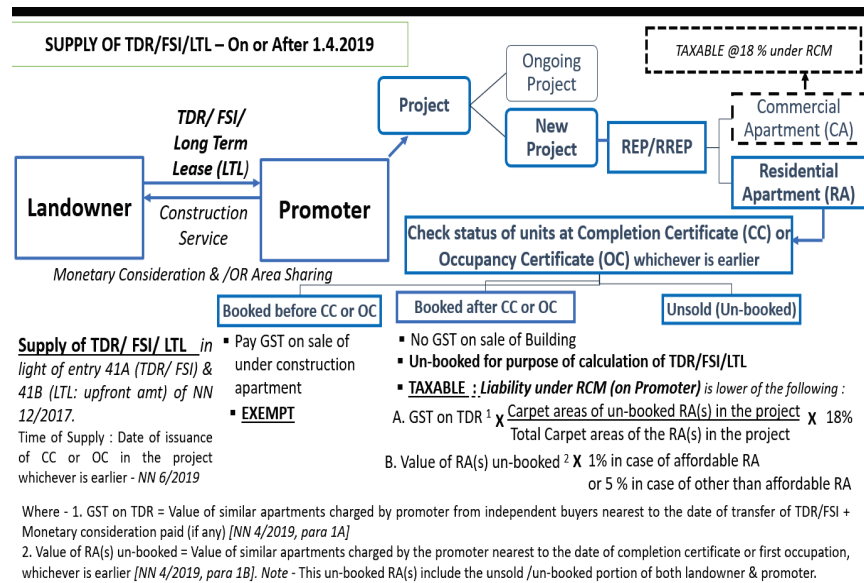 SUPPLY OF TDR/FSI/LTL – On or After 1.4.2019
TAXABLE @18 % under RCM
Ongoing
Project
Project
New
Project
REP/RREP
Commercial
Apartment (CA)
Residential
Apartment (RA)
TDR/ FSI/
Long Term
Lease (LTL)
Landowner
Promoter
Construction
Service
Monetary Consideration & /OR Area Sharing
Check status of units at Completion Certificate (CC) or
Occupancy Certificate (OC) whichever is earlier
Booked before CC or OC
Booked after CC or OC
Unsold (Un-booked)
Supply of TDR/ FSI/ LTL in
light of entry 41A (TDR/ FSI) &
41B (LTL: upfront amt) of NN
12/2017.
Time of Supply : Date of issuance
of CC or OC in the project
whichever is earlier - NN 6/2019
▪ Pay GST on sale of
under construction
apartment
▪ EXEMPT
▪ No GST on sale of Building
▪ Un-booked for purpose of calculation of TDR/FSI/LTL
▪ TAXABLE : Liability under RCM (on Promoter) is lower of the following :
A. GST on TDR 1 X Carpet areas of un-booked RA(s) in the project X 18%
Total Carpet areas of the RA(s) in the project
B. Value of RA(s) un-booked 2 X 1% in case of affordable RA
or 5 % in case of other than affordable RA
Where - 1. GST on TDR = Value of similar apartments charged by promoter from independent buyers nearest to the date of transfer of TDR/FSI +
Monetary consideration paid (if any) [NN 4/2019, para 1A]
2. Value of RA(s) un-booked = Value of similar apartments charged by the promoter nearest to the date of completion certificate or first occupation,
whichever is earlier [NN 4/2019, para 1B]. Note - This un-booked RA(s) include the unsold /un-booked portion of both landowner & promoter.